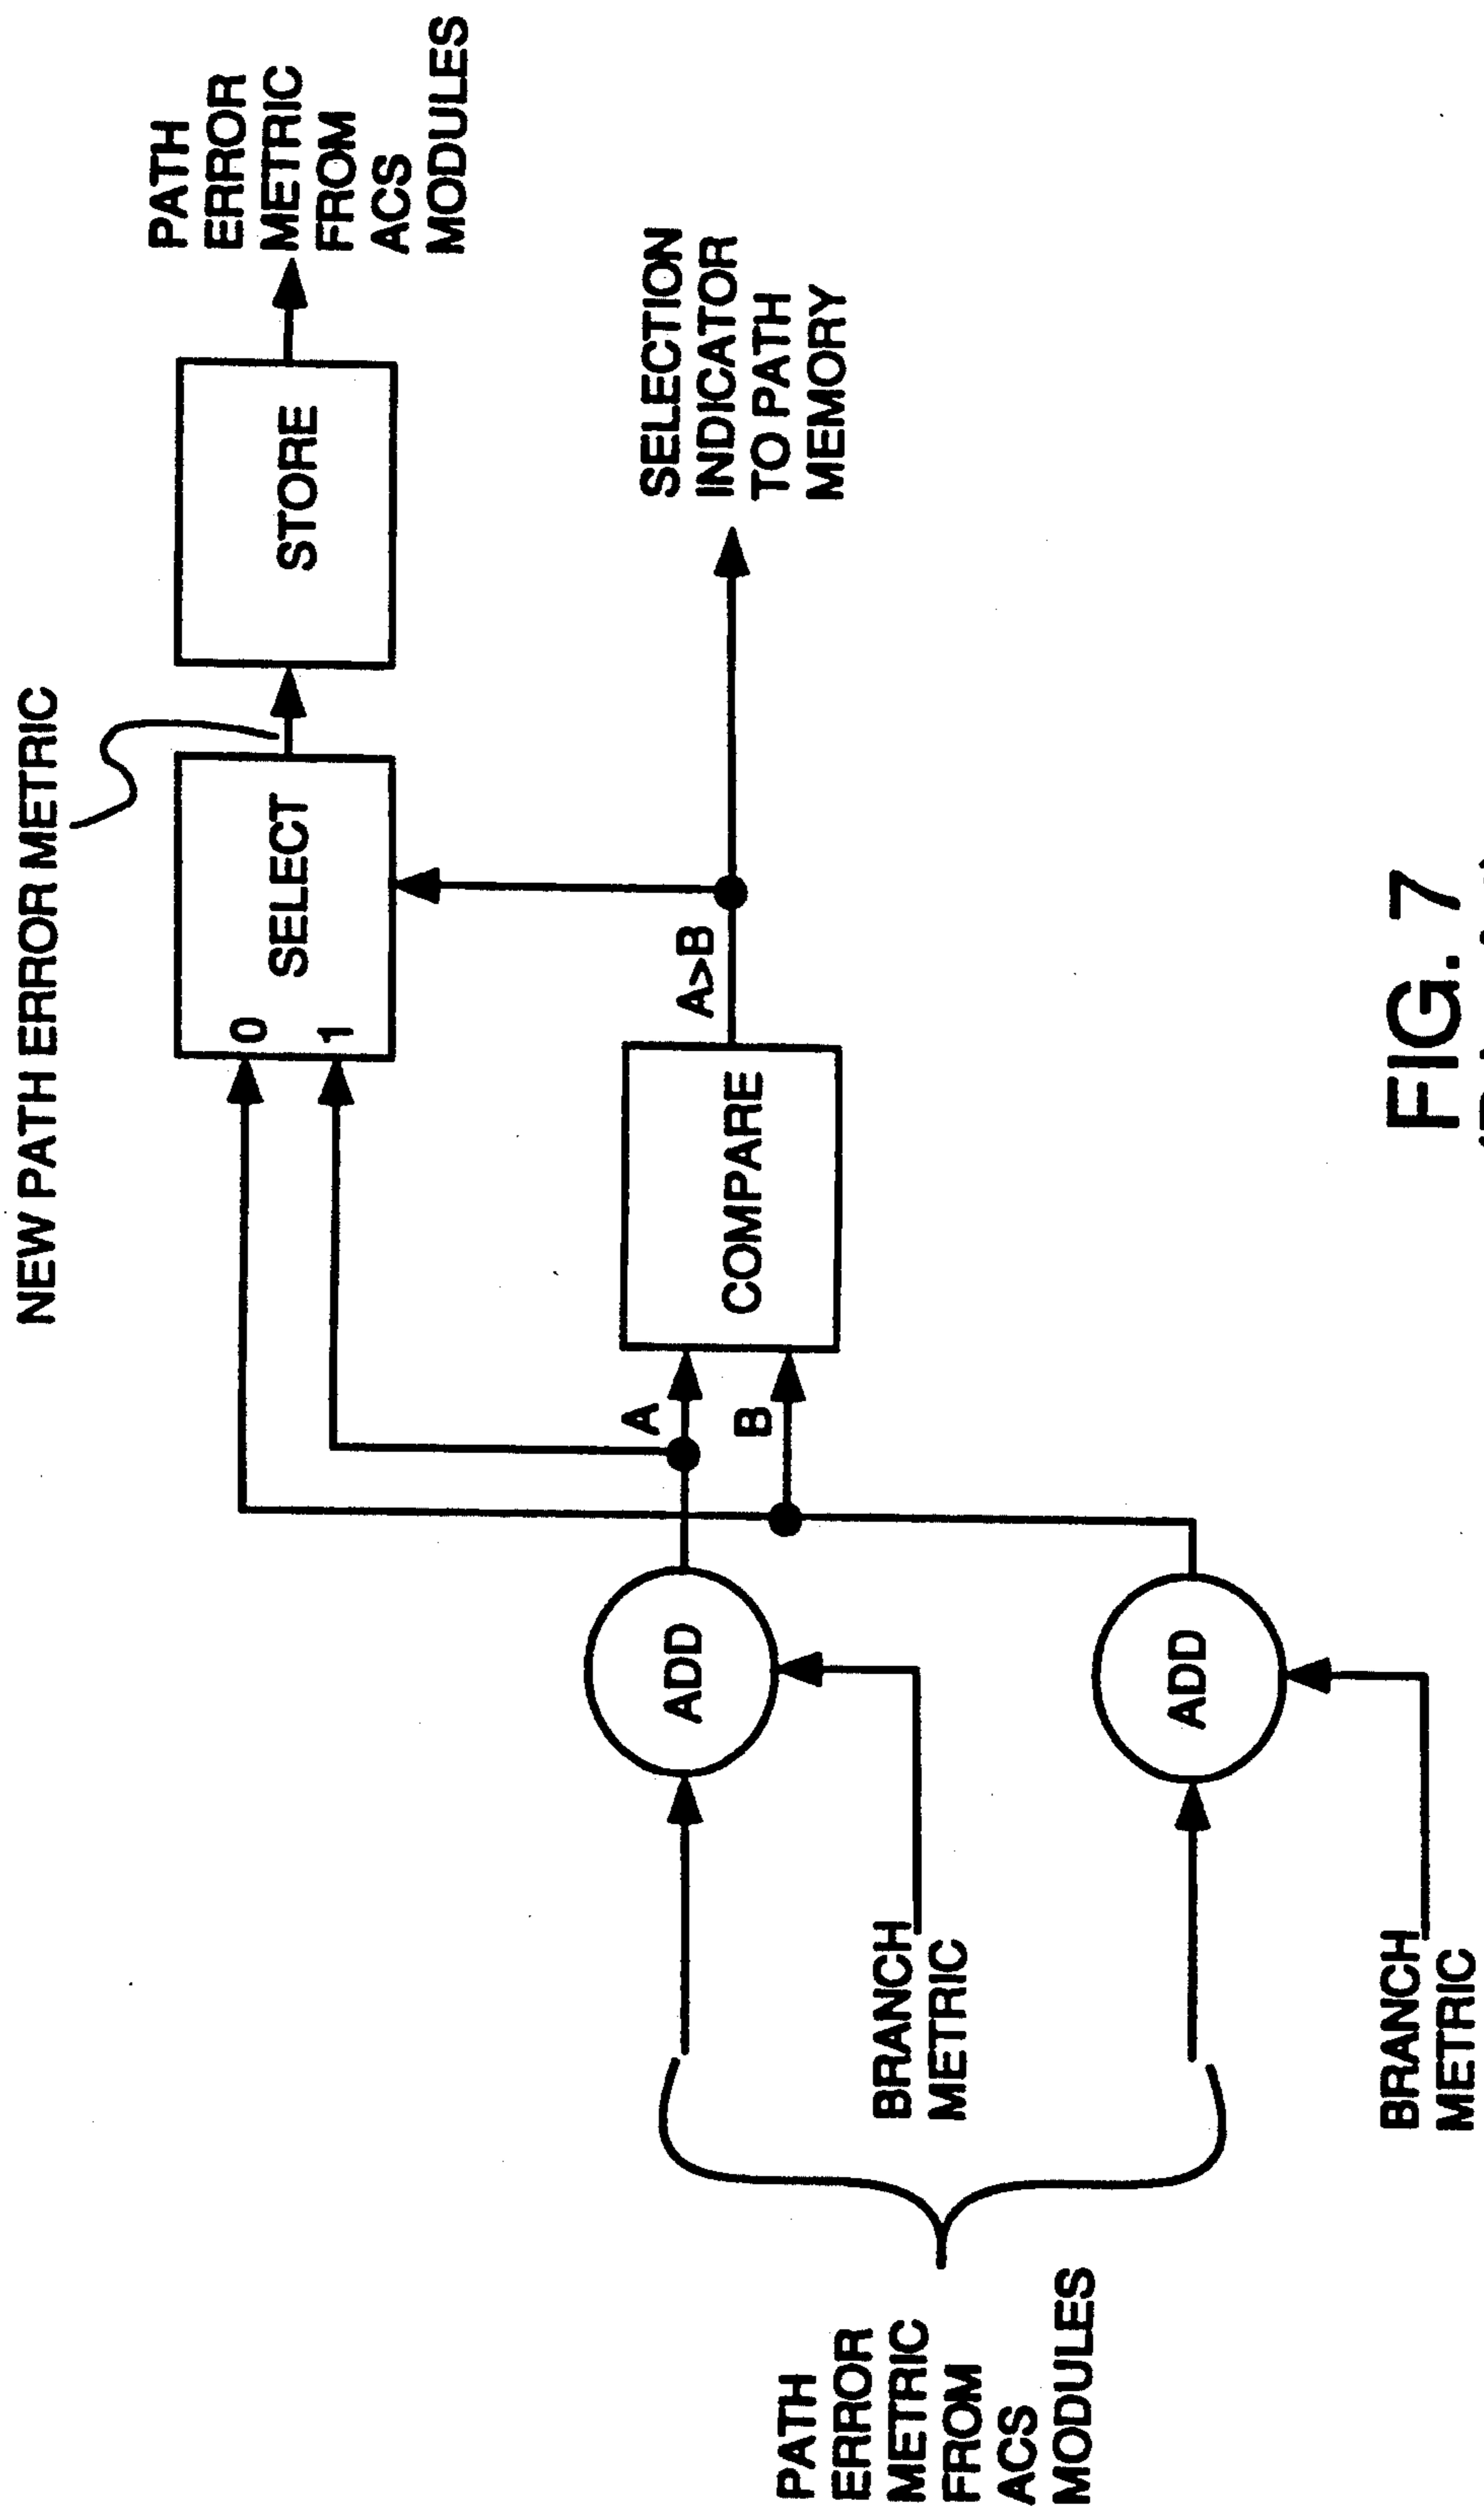 NEW PATH ERROR METRIC
PATH
ERROR
METRIC
FROM
ACS
MODULES
0
1
SELECT
STORE
SELECTION
INDICATOR
TO PATH
MEMORY
A
B
COMPARE
A>B
ADD
BRANCH
METRIC
PATH
ERROR
METRIC
FROM
ACS
MODULES
ADD
BRANCH
METRIC
FIG. 7